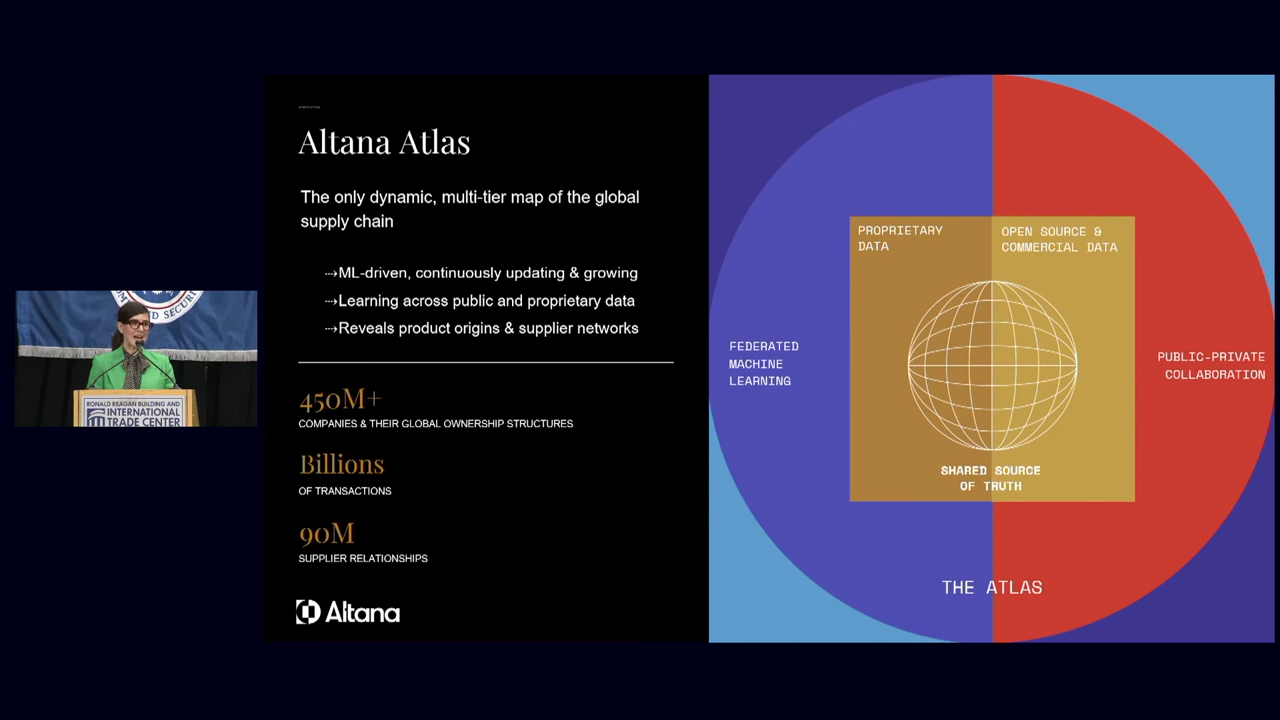 Altana Atlas
The only dynamic, multi-tier map of the global
supply chain
⇢ML-driven, continuously updating & growing
⇢Learning across public and proprietary data
⇢Reveals product origins & supplier networks
450M+
COMPANIES & THEIR GLOBAL OWNERSHIP STRUCTURES
Billions
OF TRANSACTIONS
90M
SUPPLIER RELATIONSHIPS
Altana
PROPRIETARY
DATA
OPEN SOURCE &
COMMERCIAL DATA
FEDERATED
MACHINE
LEARNING
PUBLIC-PRIVATE
COLLABORATION
SHARED SOURCE
OF TRUTH
THE ATLAS
RONALD REAGAN BUILDING AND
INTERNATIONAL
TRADE CENTER